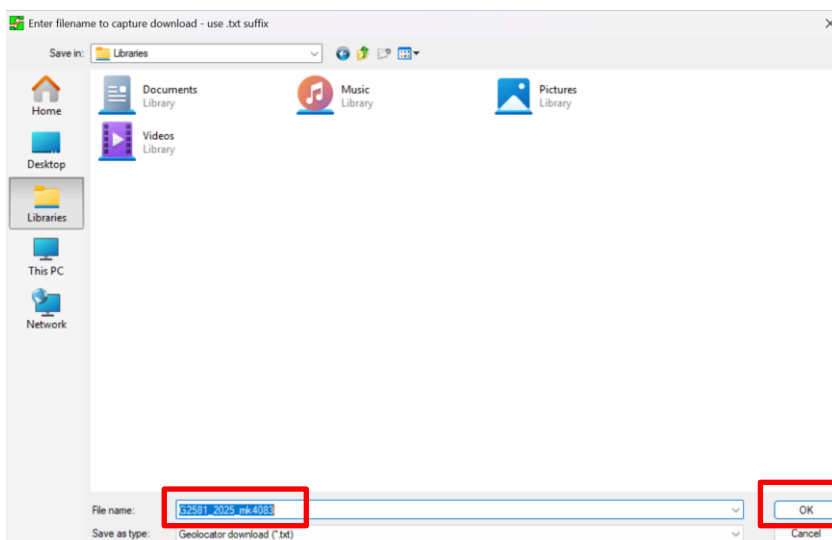 Enter filename to capture download - use .txt suffix
Save in: Libraries
Home
Desktop
Libraries
This PC
Network
Documents
Library
Music
Library
Pictures
Library
Videos
Library
File name: G2581_2025_mk4083
OK
Save as type: Geolocator download (*.txt)
Cancel